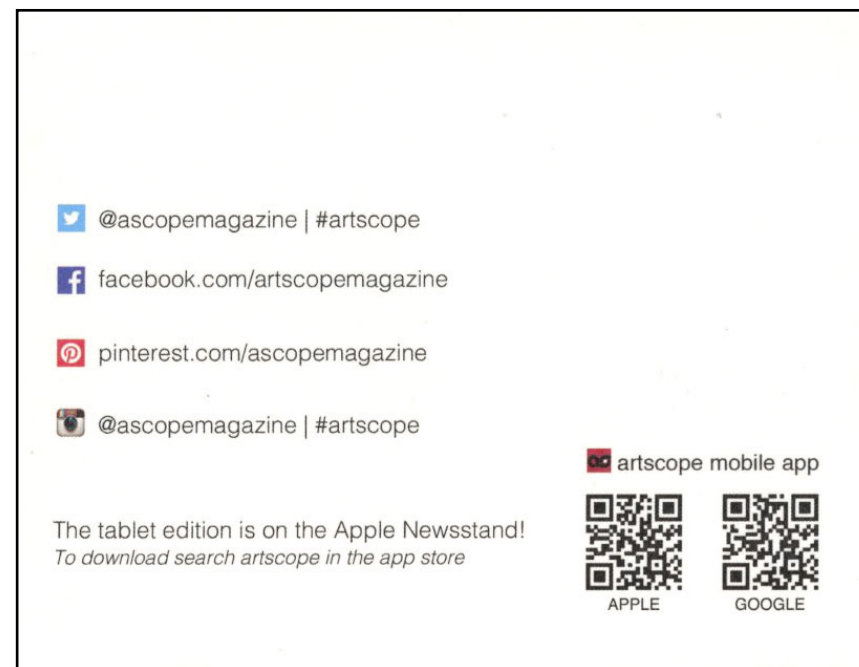 @ascopemagazine | #artscope
facebook.com/artscopemagazine
pinterest.com/ascopemagazine
@ascopemagazine | #artscope
artscope mobile app
The tablet edition is on the Apple Newsstand!
To download search artscope in the app store
APPLE
GOOGLE